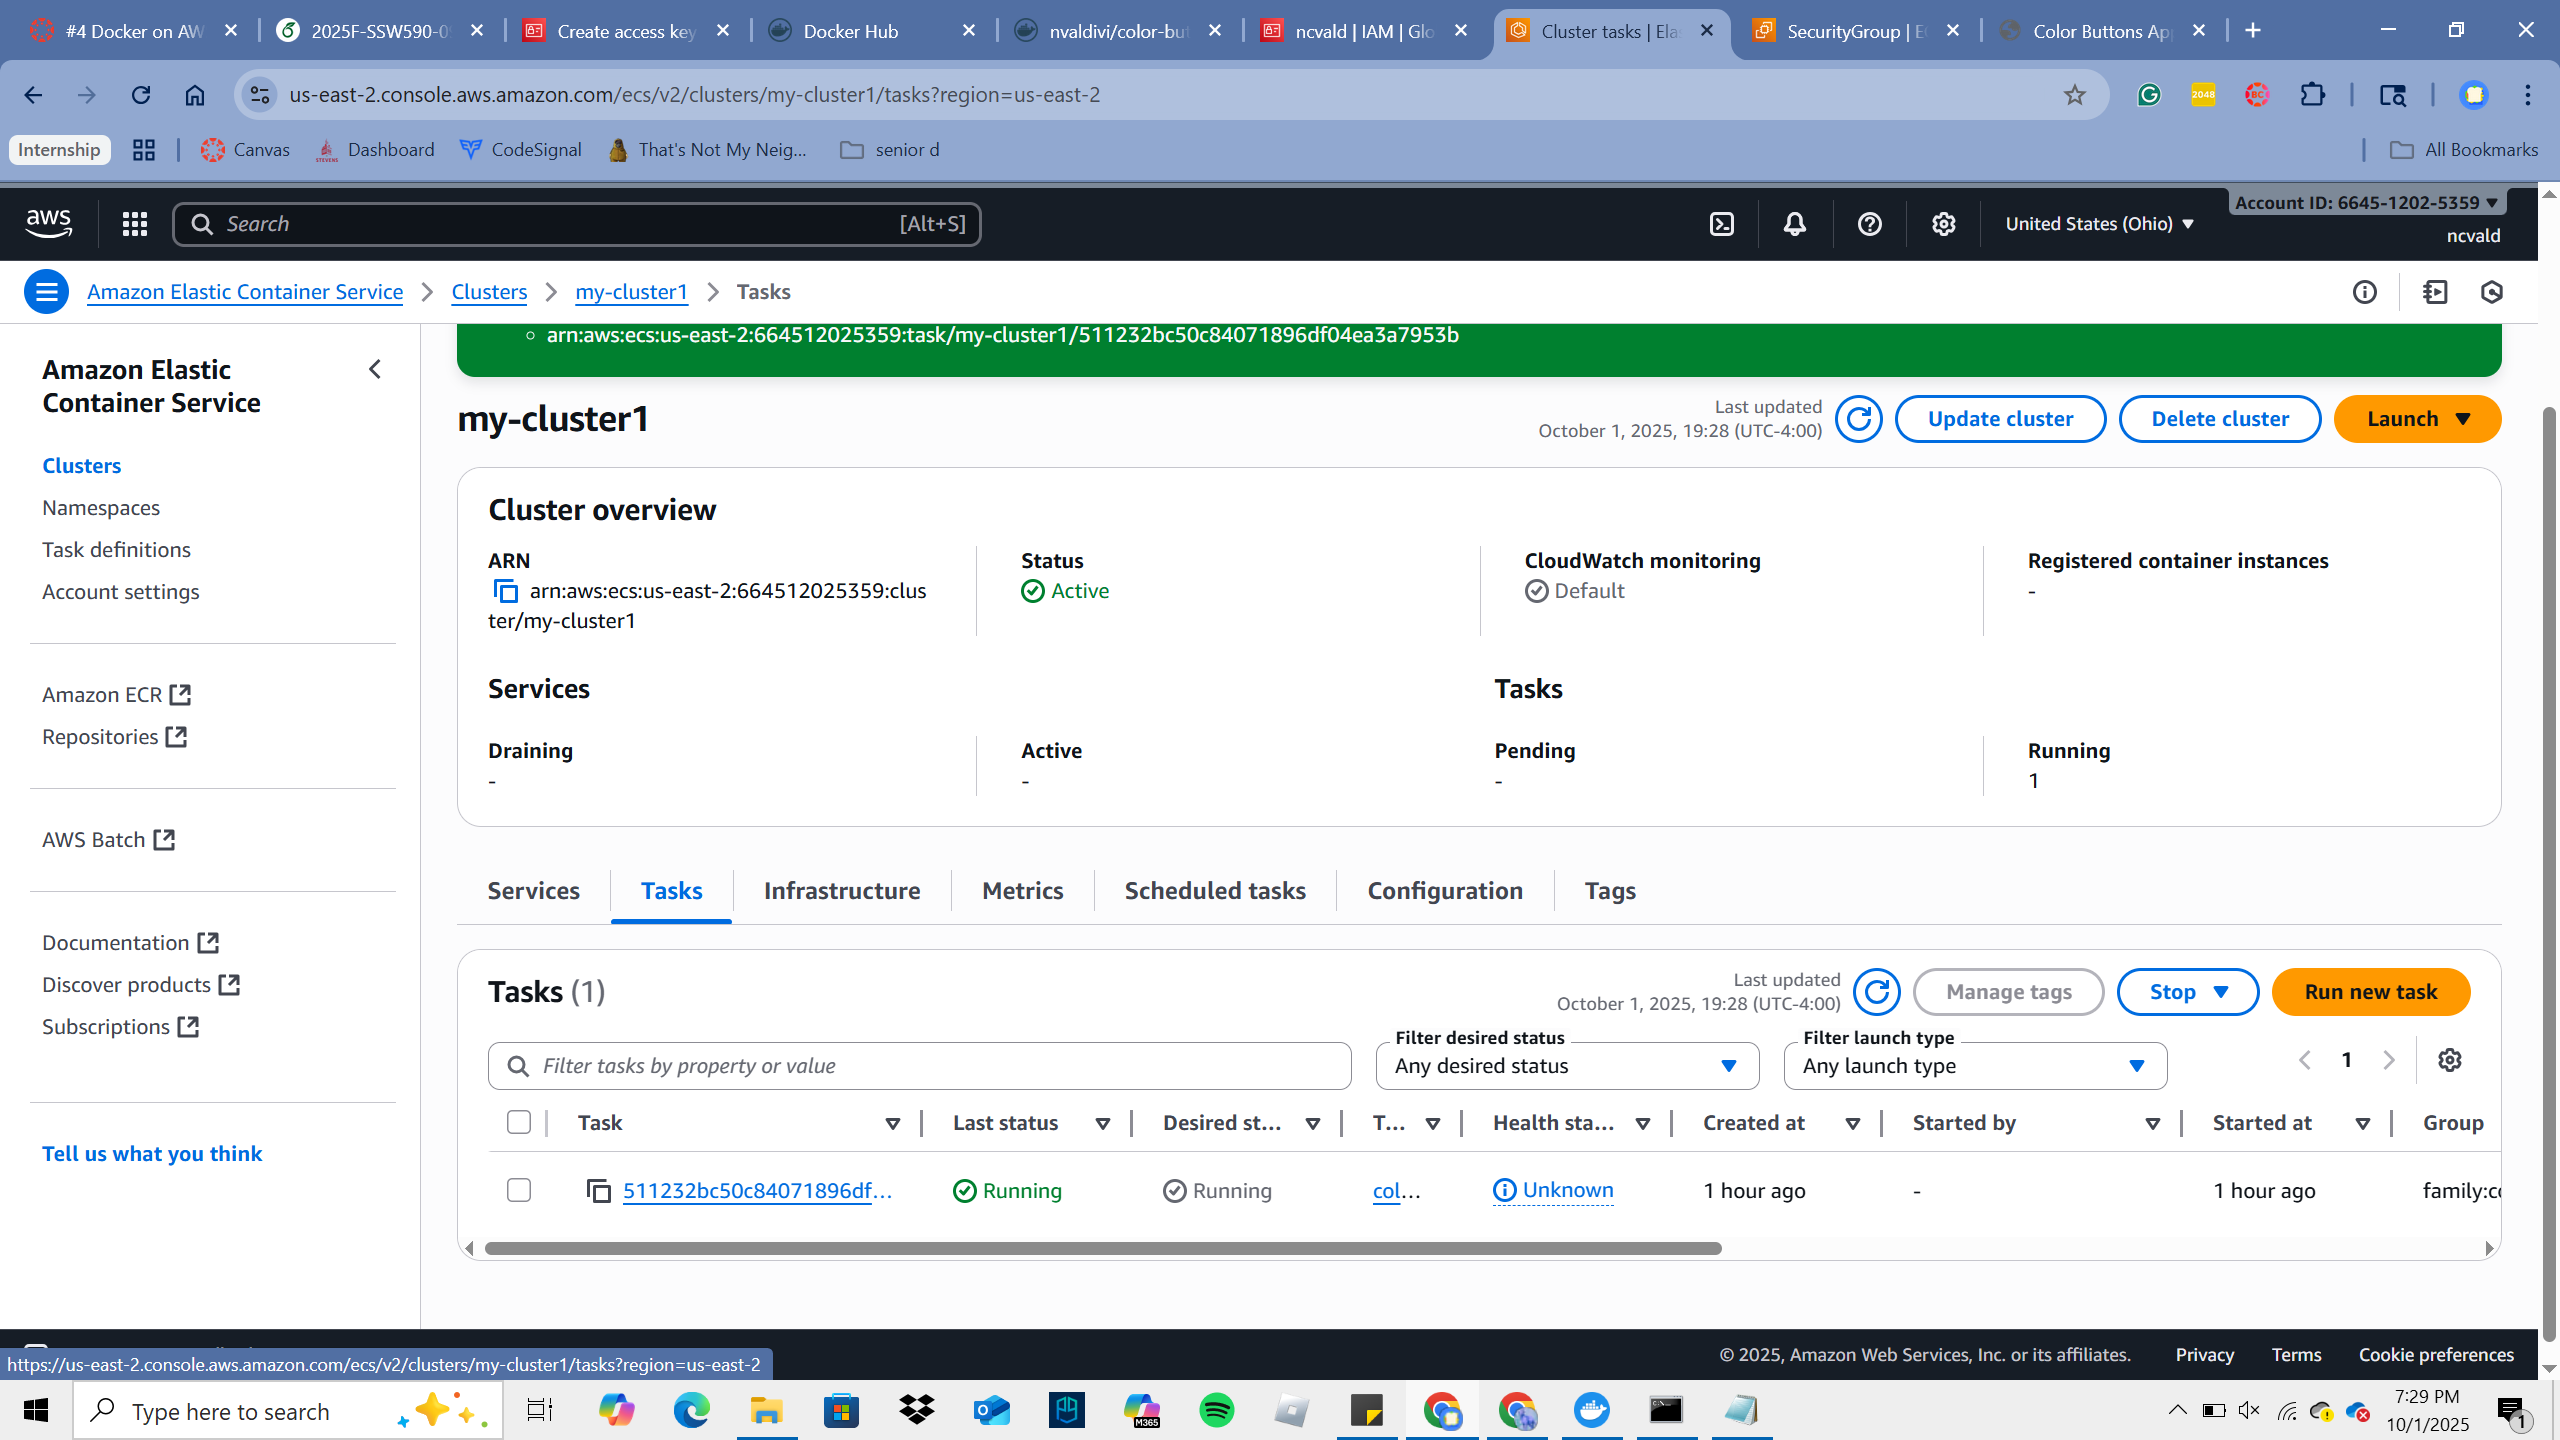 #4 Docker on AW
2025F-SSW590-09
Create access key
Docker Hub
nvaldivi/color-but
ncvald | IAM | Glo
Cluster tasks | Ela
SecurityGroup | EC
Color Buttons App
us-east-2.console.aws.amazon.com/ecs/v2/clusters/my-cluster1/tasks?region=us-east-2
2048
Internship
Canvas
Dashboard
CodeSignal
That's Not My Neig...
senior d
All Bookmarks
aws
Search
[Alt+S]
United States (Ohio)
Account ID: 6645-1202-5359
ncvald
Amazon Elastic Container Service
Clusters
my-cluster1
Tasks
Amazon Elastic
Container Service
Clusters
Namespaces
Task definitions
Account settings
Amazon ECR
Repositories
AWS Batch
Documentation
Discover products
Subscriptions
Tell us what you think
arn:aws:ecs:us-east-2:664512025359:task/my-cluster1/511232bc50c84071896df04ea3a7953b
my-cluster1
Last updated
October 1, 2025, 19:28 (UTC-4:00)
Update cluster
Delete cluster
Launch
Cluster overview
ARN
arn:aws:ecs:us-east-2:664512025359:clus
ter/my-cluster1
Status
Active
CloudWatch monitoring
Default
Registered container instances
-
Services
Tasks
Draining
-
Active
-
Pending
-
Running
1
Services
Tasks
Infrastructure
Metrics
Scheduled tasks
Configuration
Tags
Tasks (1)
Last updated
October 1, 2025, 19:28 (UTC-4:00)
Manage tags
Stop
Run new task
Filter tasks by property or value
Filter desired status
Any desired status
Filter launch type
Any launch type
1
Task
Last status
Desired st...
T...
Health sta...
Created at
Started by
Started at
Group
511232bc50c84071896df...
Running
Running
col...
Unknown
1 hour ago
-
1 hour ago
family:co
© 2025, Amazon Web Services, Inc. or its affiliates.
Privacy
Terms
Cookie preferences
https://us-east-2.console.aws.amazon.com/ecs/v2/clusters/my-cluster1/tasks?region=us-east-2
Type here to search
M365
7:29 PM
10/1/2025
1